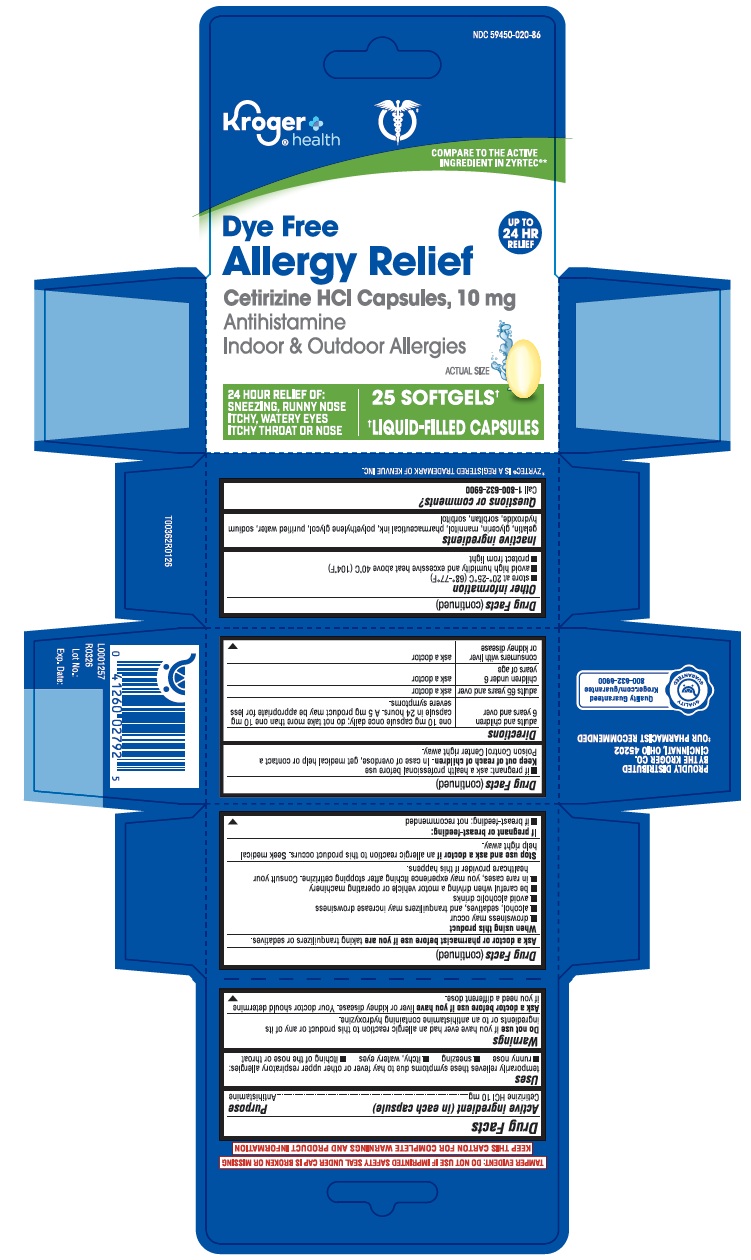 NDC 59450-020-86
Kroger
® health
COMPARE TO THE ACTIVE
INGREDIENT IN ZYRTEC**
Dye Free
Allergy Relief
UP TO
24 HR
RELIEF
Cetirizine HCl Capsules, 10 mg
Antihistamine
Indoor & Outdoor Allergies
ACTUAL SIZE
24 HOUR RELIEF OF:
SNEEZING, RUNNY NOSE
ITCHY, WATERY EYES
ITCHY THROAT OR NOSE
25 SOFTGELS†
†LIQUID-FILLED CAPSULES
TAMPER EVIDENT: DO NOT USE IF IMPRINTED SAFETY SEAL UNDER CAP IS BROKEN OR MISSING
KEEP THIS CARTON FOR COMPLETE WARNINGS AND PRODUCT INFORMATION
Drug Facts
Active ingredient (in each capsule) Purpose
Cetirizine HCl 10 mg Antihistamine
Uses
temporarily relieves these symptoms due to hay fever or other upper respiratory allergies:
■ runny nose ■ sneezing ■ itchy, watery eyes ■ itching of the nose or throat
Warnings
Do not use if you have ever had an allergic reaction to this product or any of its
ingredients or to an antihistamine containing hydroxyzine.
Ask a doctor before use if you have liver or kidney disease. Your doctor should determine
if you need a different dose.
Drug Facts (continued)
Ask a doctor or pharmacist before use if you are taking tranquilizers or sedatives.
When using this product
■ drowsiness may occur
■ alcohol, sedatives, and tranquilizers may increase drowsiness
■ avoid alcoholic drinks
■ be careful when driving a motor vehicle or operating machinery
■ in rare cases, you may experience itching after stopping cetirizine. Consult your
healthcare provider if this happens.
Stop use and ask a doctor if an allergic reaction to this product occurs. Seek medical
help right away.
If pregnant or breast-feeding:
■ if breast-feeding: not recommended
Drug Facts (continued)
■ if pregnant: ask a health professional before use
Keep out of reach of children. In case of overdose, get medical help or contact a
Poison Control Center right away.
Directions
adults and children
6 years and over
one 10 mg capsule once daily; do not take more than one 10 mg
capsule in 24 hours. A 5 mg product may be appropriate for less
severe symptoms.
adults 65 years and over ask a doctor
children under 6
years of age
ask a doctor
consumers with liver
or kidney disease
ask a doctor
Drug Facts (continued)
Other information
■ store at 20°-25°C (68°-77°F)
■ avoid high humidity and excessive heat above 40°C (104°F)
■ protect from light
Inactive ingredients
gelatin, glycerin, mannitol, pharmaceutical ink, polyethylene glycol, purified water, sodium
hydroxide, sorbitan, sorbitol
Questions or comments?
Call 1-800-632-6900
*ZYRTEC® IS A REGISTERED TRADEMARK OF KENVUE INC.
T00362R0126
L0001257
R0326
Lot No.:
Exp. Date:
0 41260 02792 5
PROUDLY DISTRIBUTED
BY THE KROGER CO.
CINCINNATI, OHIO 45202
‡OUR PHARMACIST RECOMMENDED
QUALITY
GUARANTEED
Quality Guaranteed
Kroger.com/guarantee
800-632-6900